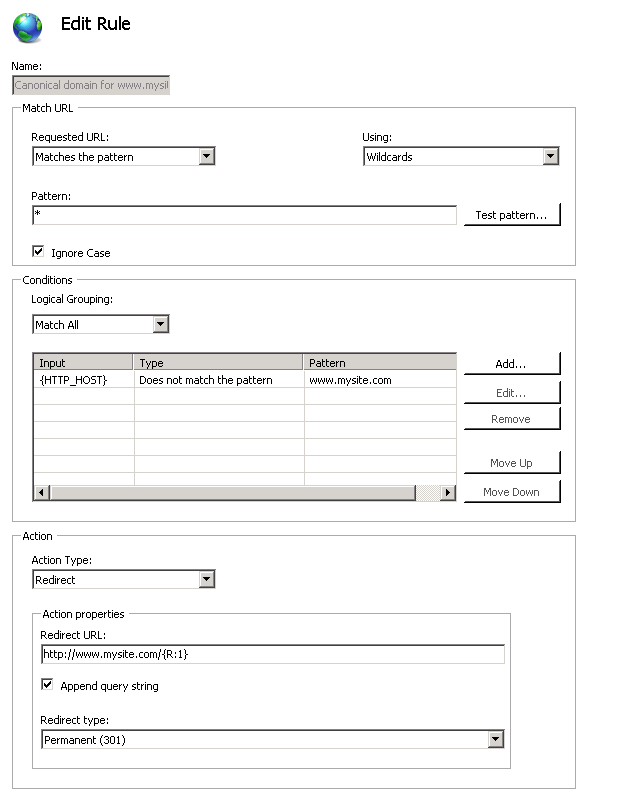 Edit Rule
Name:
Canonical domain for www.mysi
Match URL
Requested URL: Using:
Matches the pattern Wildcards
Pattern:
* Test pattern...
Ignore Case
Conditions
Logical Grouping:
Match All
Input Type Pattern Add...
{HTTP_HOST} Does not match the pattern www.mysite.com
Edit...
Remove
Move Up
Move Down
Action
Action Type:
Redirect
Action properties
Redirect URL:
http://www.mysite.com/{R:1}
Append query string
Redirect type:
Permanent (301)